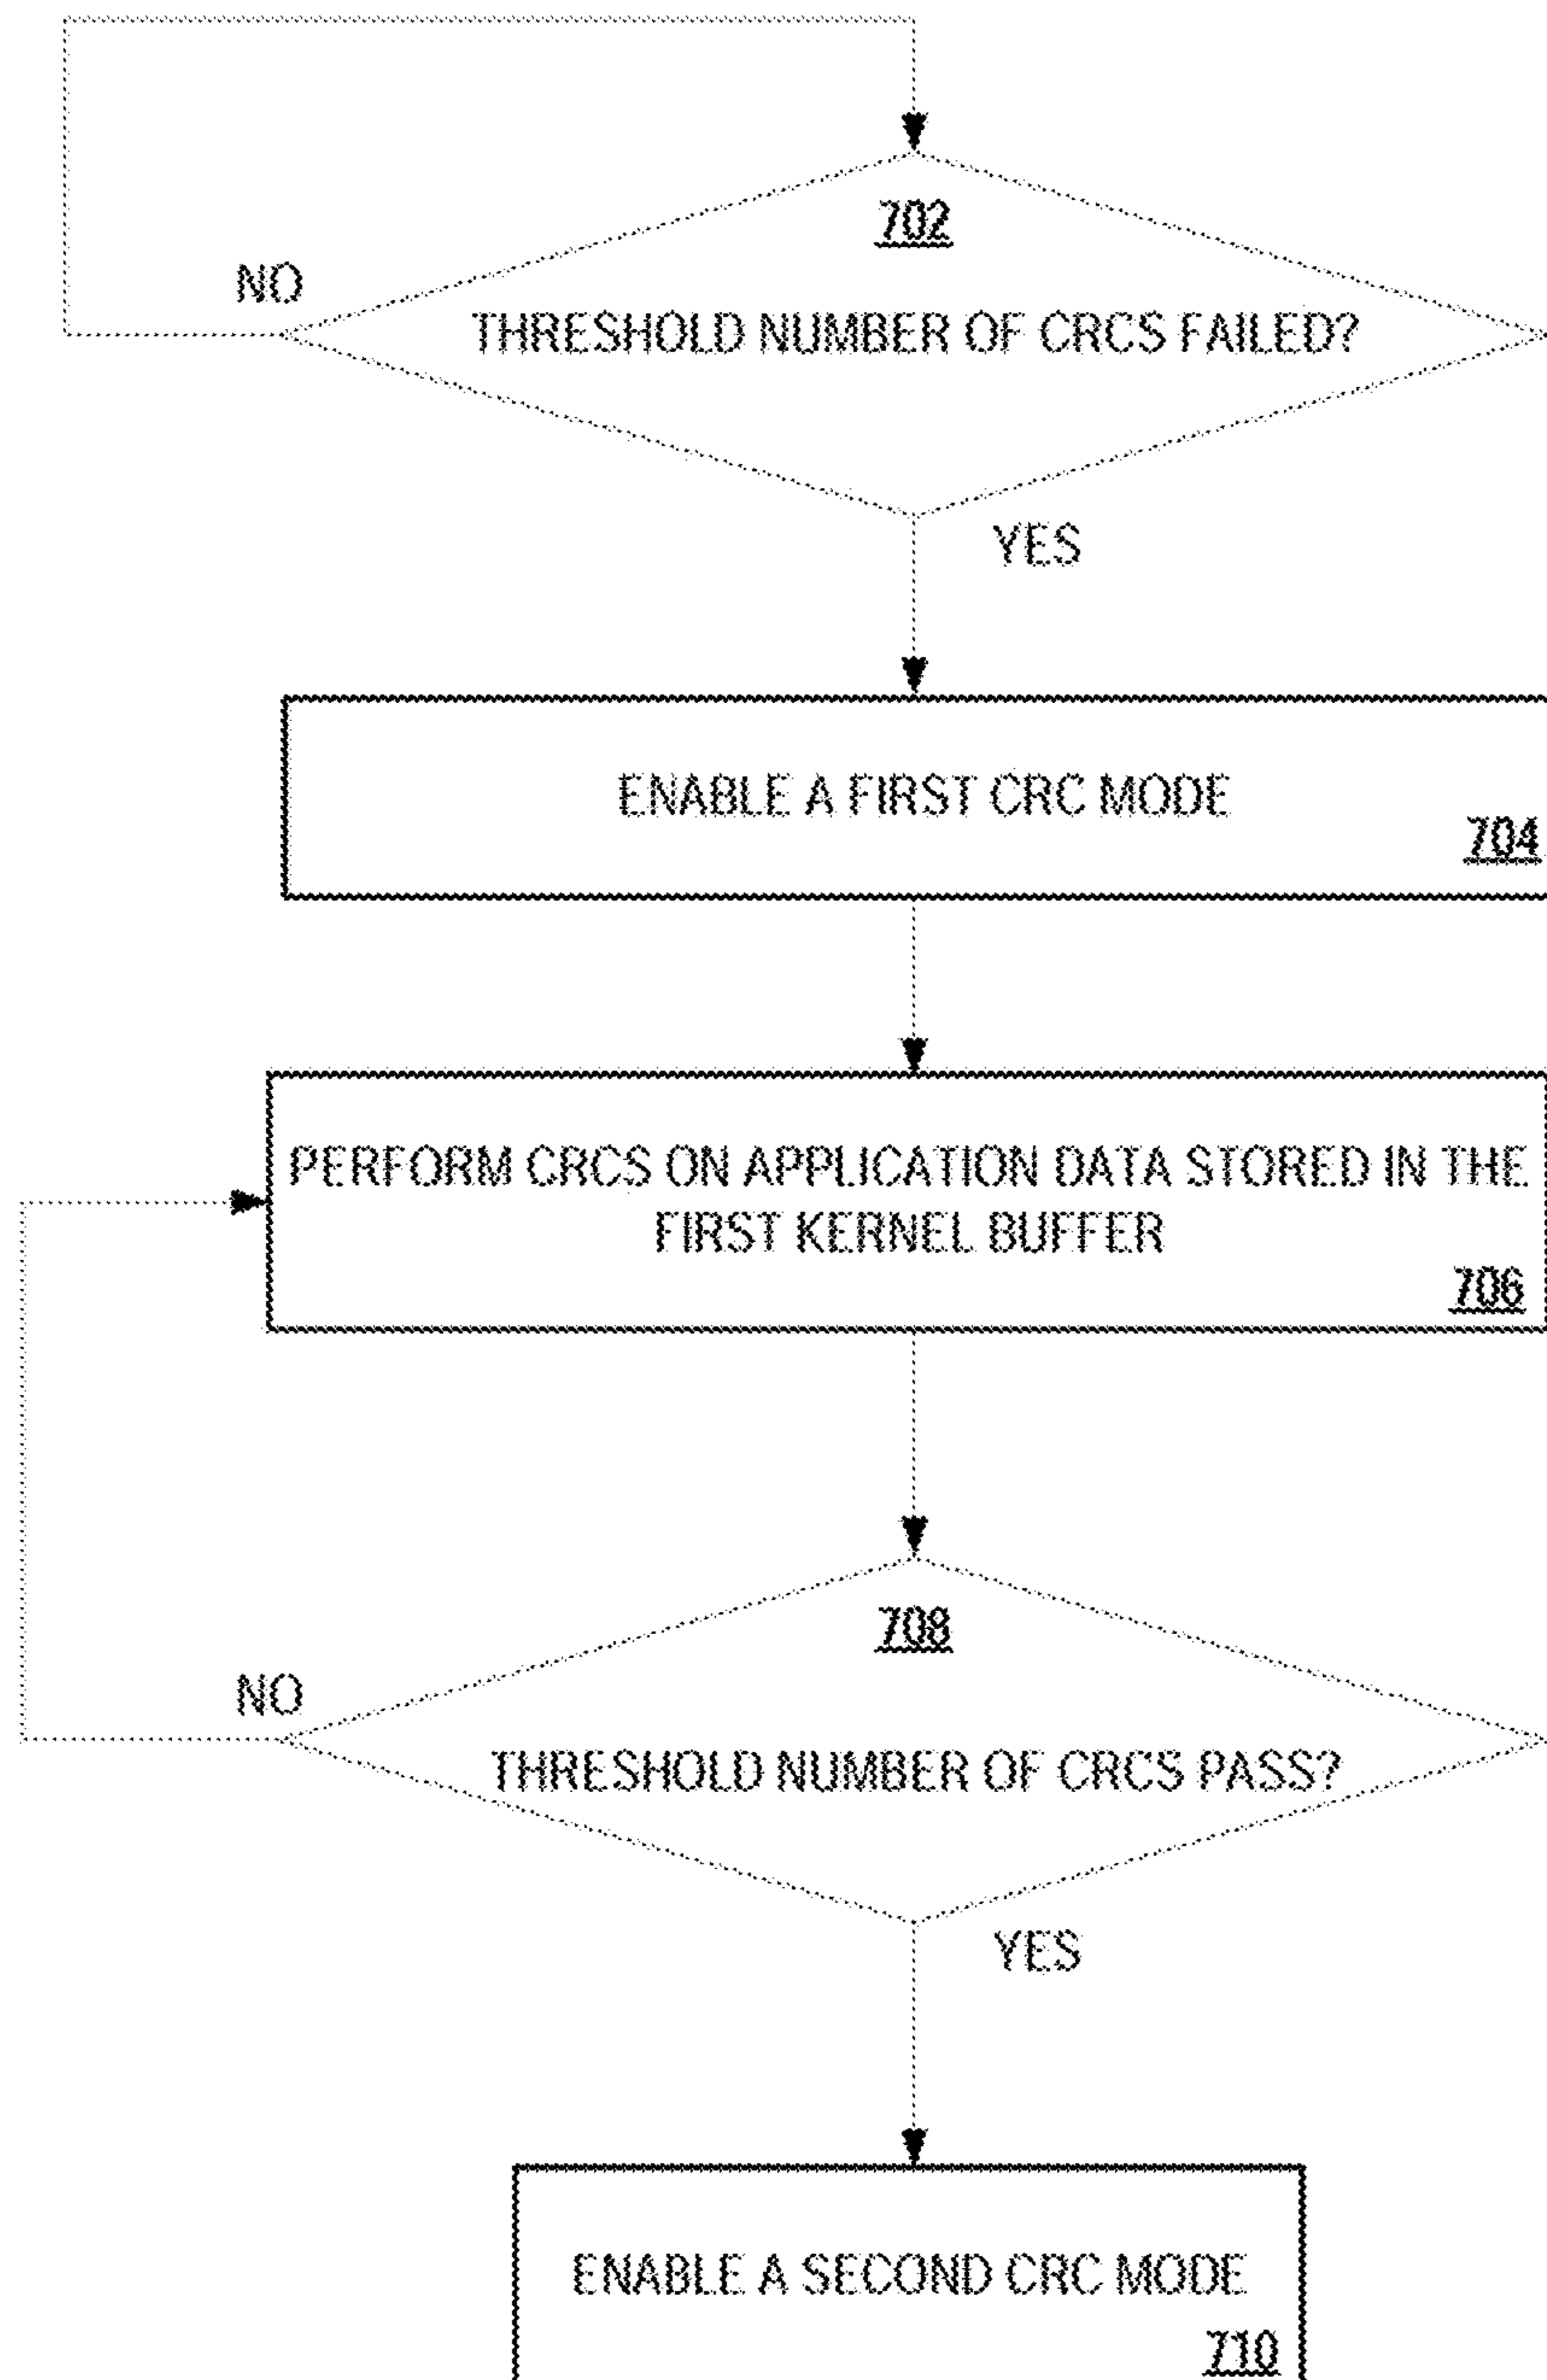 702
NO
THRESHOLD NUMBER OF CRCS FAILED?
YES
ENABLE A FIRST CRC MODE
704
PERFORM CRCS ON APPLICATION DATA STORED IN THE
FIRST KERNEL BUFFER
706
708
NO
THRESHOLD NUMBER OF CRCS PASS?
YES
ENABLE A SECOND CRC MODE
710